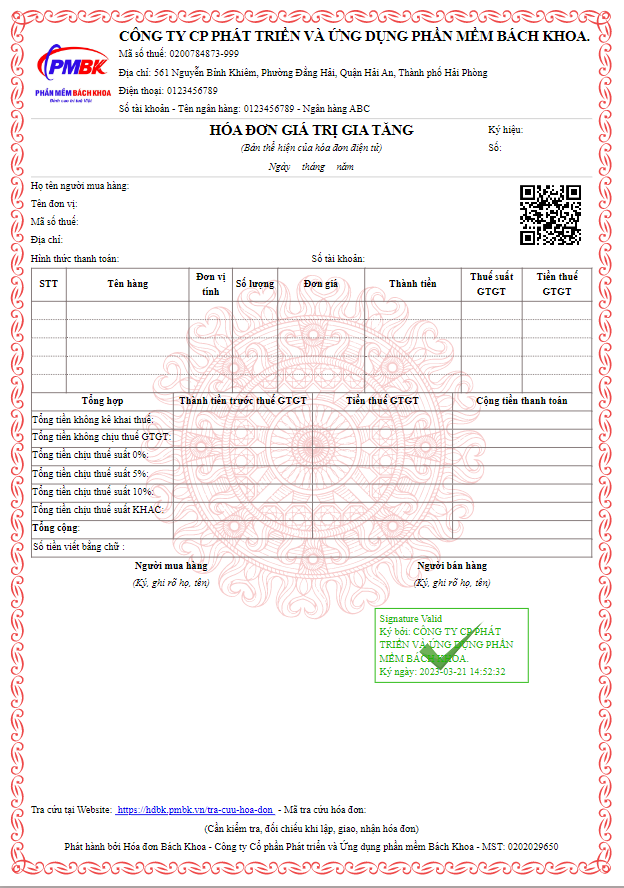 CÔNG TY CP PHÁT TRIỂN VÀ ỨNG DỤNG PHẦN MỀM BÁCH KHOA.
PMBK
PHẦN MỀM BÁCH KHOA
Đỉnh cao trí tuệ Việt
Mã số thuế: 0200784873-999
Địa chỉ: 561 Nguyễn Bỉnh Khiêm, Phường Đằng Hải, Quận Hải An, Thành phố Hải Phòng
Điện thoại: 0123456789
Số tài khoản - Tên ngân hàng: 0123456789 - Ngân hàng ABC
HÓA ĐƠN GIÁ TRỊ GIA TĂNG
Ký hiệu:
(Bản thể hiện của hóa đơn điện tử)
Số:
Ngày tháng năm
Họ tên người mua hàng:
Tên đơn vị:
Mã số thuế:
Địa chỉ:
Hình thức thanh toán: Số tài khoản:
STT Tên hàng Đơn vị tính Số lượng Đơn giá Thành tiền Thuế suất GTGT Tiền thuế GTGT
Tổng hợp Thành tiền trước thuế GTGT Tiền thuế GTGT Cộng tiền thanh toán
Tổng tiền không kê khai thuế:
Tổng tiền không chịu thuế GTGT:
Tổng tiền chịu thuế suất 0%:
Tổng tiền chịu thuế suất 5%:
Tổng tiền chịu thuế suất 10%:
Tổng tiền chịu thuế suất KHAC:
Tổng cộng:
Số tiền viết bằng chữ :
Người mua hàng Người bán hàng
(Ký, ghi rõ họ, tên) (Ký, ghi rõ họ, tên)
Signature Valid
Ký bởi: CÔNG TY CP PHÁT
TRIỂN VÀ ỨNG DỤNG PHẦN
MỀM BÁCH KHOA.
Ký ngày: 2023-03-21 14:52:32
Tra cứu tại Website: https://hdbk.pmbk.vn/tra-cuu-hoa-don - Mã tra cứu hóa đơn:
(Cần kiểm tra, đối chiếu khi lập, giao, nhận hóa đơn)
Phát hành bởi Hóa đơn Bách Khoa - Công ty Cổ phần Phát triển và Ứng dụng phần mềm Bách Khoa - MST: 0202029650